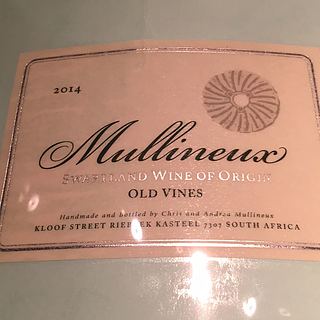 2014
Mullineux
SWARTLAND WINE OF ORIGIN
OLD VINES
Handmade and bottled by Chris and Andrea Mullineux
KLOOF STREET RIEBEEK KASTEEL 7307 SOUTH AFRICA